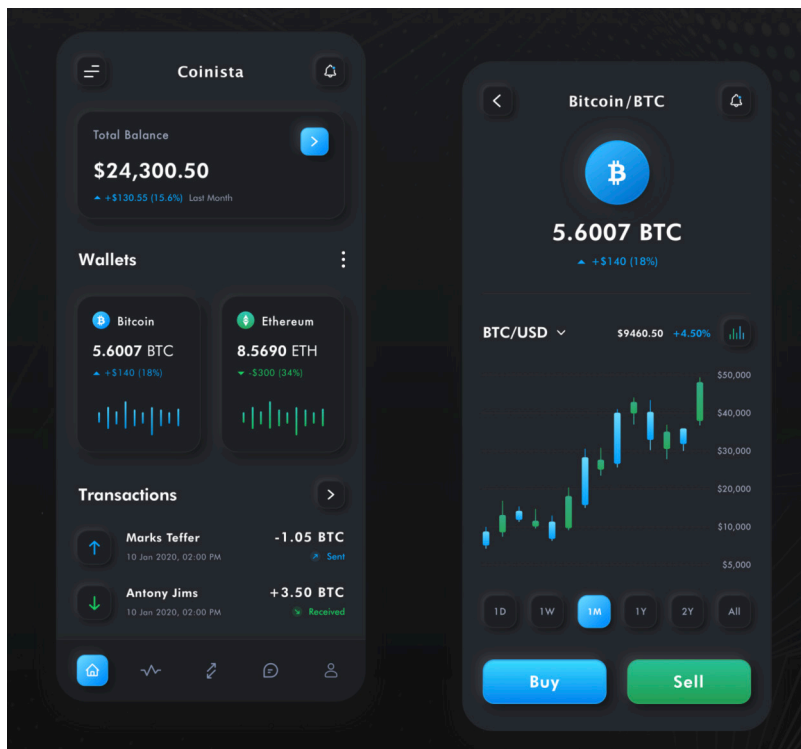 Coinista
Total Balance
$24,300.50
+$130.55 (15.6%) Last Month
Wallets
Bitcoin
5.6007 BTC
+$140 (18%)
Ethereum
8.5690 ETH
-$300 (34%)
Transactions
Marks Teffer -1.05 BTC
10 Jan 2020, 02:00 PM Sent
Antony Jims +3.50 BTC
10 Jan 2020, 02:00 PM Received
Bitcoin/BTC
5.6007 BTC
+$140 (18%)
BTC/USD $9460.50 +4.50%
$50,000
$40,000
$30,000
$20,000
$10,000
$5,000
1D 1W 1M 1Y 2Y All
Buy Sell